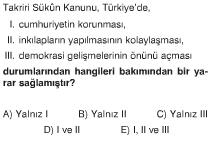 Takriri Sükûn Kanunu, Türkiye'de,
I. cumhuriyetin korunması,
II. inkılapların yapılmasının kolaylaşması,
III. demokrasi gelişmelerinin önünü açması
durumlarından hangileri bakımından bir ya-
rar sağlamıştır?
A) Yalnız I B) Yalnız II C) Yalnız III
D) I ve II E) I, II ve III